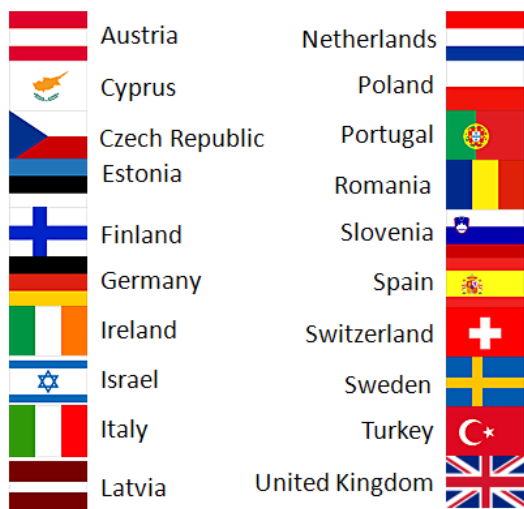 Austria
Cyprus
Czech Republic
Estonia
Finland
Germany
Ireland
Israel
Italy
Latvia
Netherlands
Poland
Portugal
Romania
Slovenia
Spain
Switzerland
Sweden
Turkey
United Kingdom